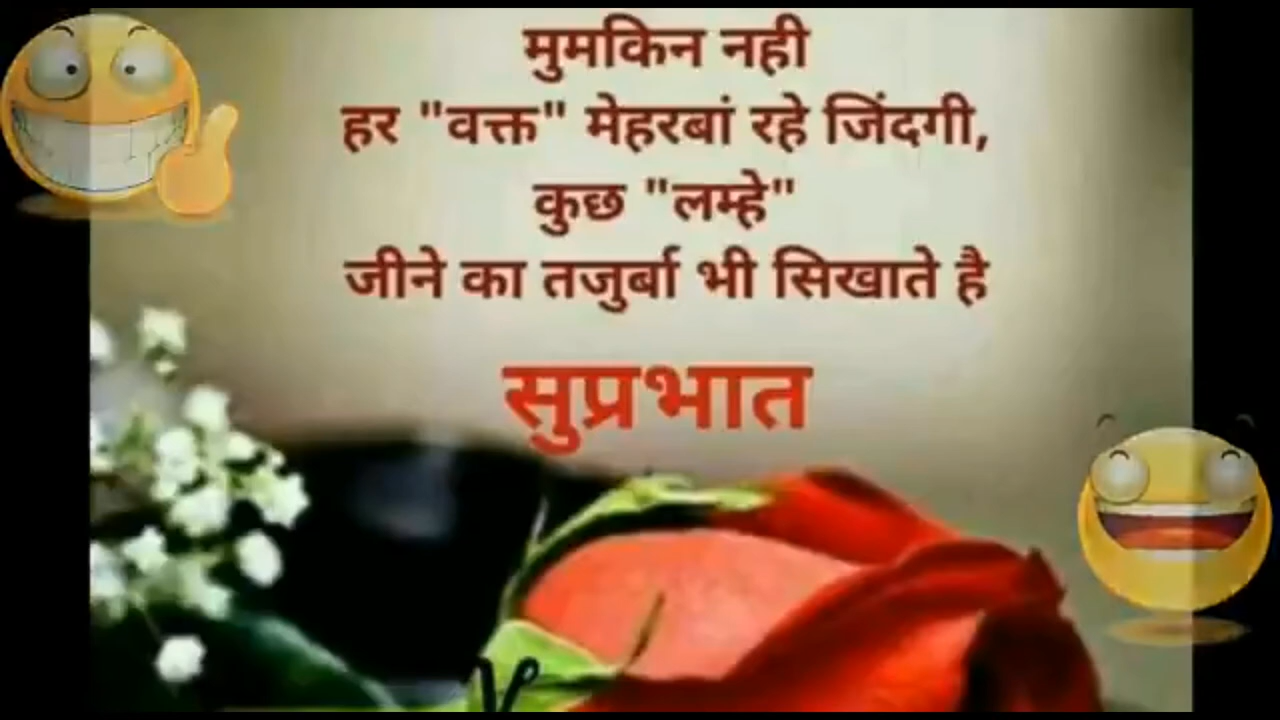 मुमकिन नही
हर "वक्त" मेहरबां रहे जिंदगी,
कुछ "लम्हे"
जीने का तजुर्बा भी सिखाते है
सुप्रभात